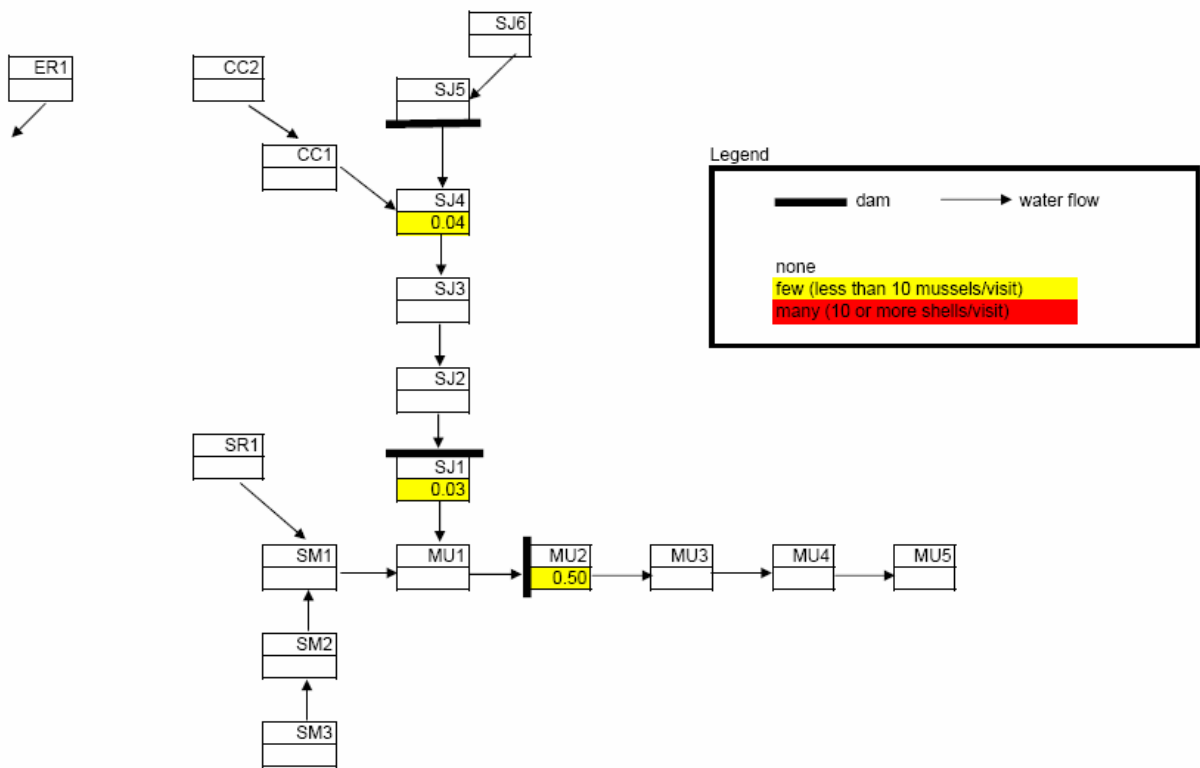 SJ6
ER1
CC2
SJ5
CC1
Legend
SJ4
0.04
dam
water flow
none
few (less than 10 mussels/visit)
many (10 or more shells/visit)
SJ3
SJ2
SR1
SJ1
0.03
SM1
MU1
MU2
0.50
MU3
MU4
MU5
SM2
SM3